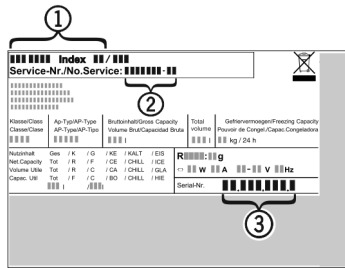 1
Index /
Service-Nr./No.Service: -
2
Klasse/Class Ap-Typ/AP-Type Bruttoinhalt/Gross Capacity Total Gefriervermoegen/Freezing Capacity
Classe/Clase AP-Type/AP-Tipo Volume Brut/Capacidad Bruta volume Pouvoir de Congel./Capac.Congeladora
l l kg / 24 h
Nutzinhalt Ges / K / G / KE / KALT / EIS
Net.Capacity Tot / R / F / CE / CHILL / ICE
Volume Utile Tot / R / C / CA / CHILL / GLA
Capac. Util Tot / F / C / BO / CHILL / HIE
l / l
R : g
W A - V Hz
Serial-Nr. . . .
3